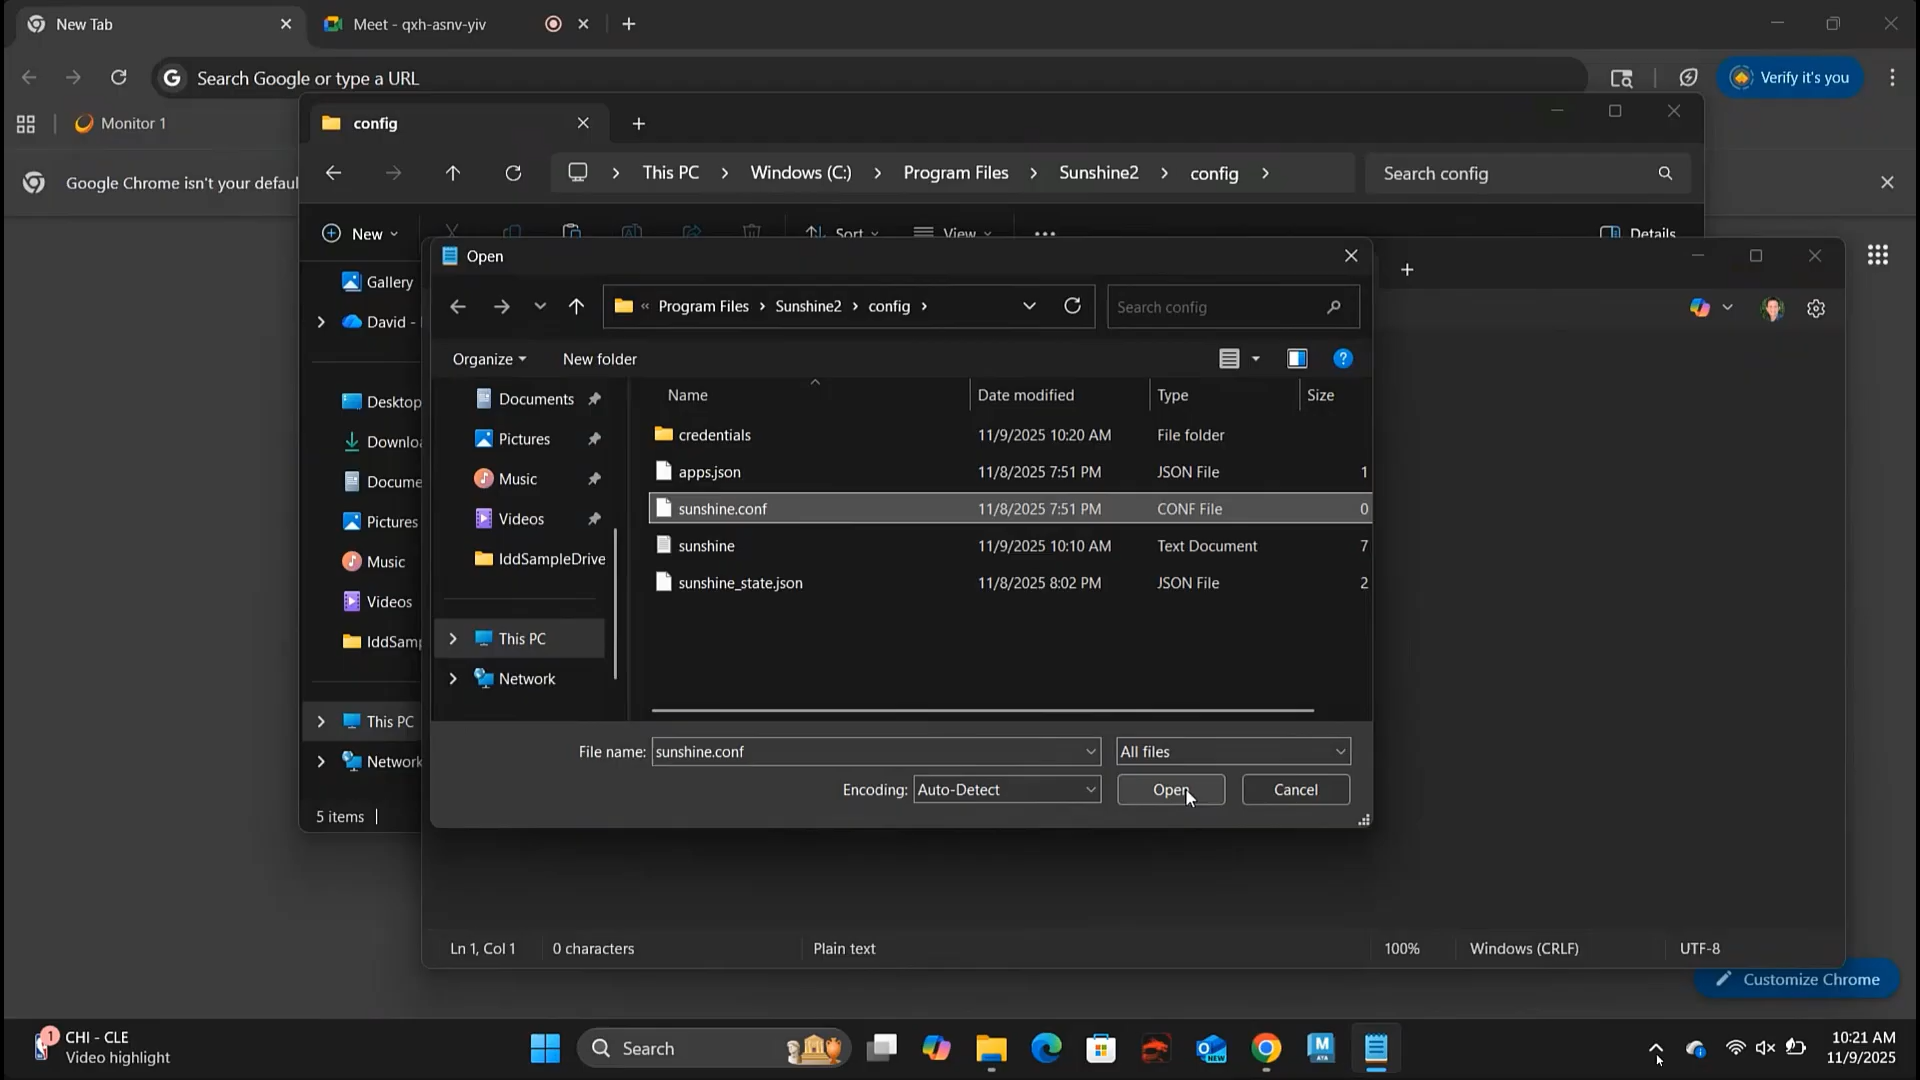 New Tab
Meet - qxh-asnv-yiv
Search Google or type a URL
Verify it's you
Monitor 1
config
This PC
Windows (C:)
Program Files
Sunshine2
config
Search config
Google Chrome isn't your defaul
New
Sort
View
Details
Gallery
David -
Desktop
Downlo
Docume
Pictures
Music
Videos
IddSamp
This PC
Network
5 items
Open
Program Files
Sunshine2
config
Search config
Organize
New folder
Documents
Pictures
Music
Videos
IddSampleDrive
This PC
Network
Name Date modified Type Size
credentials 11/9/2025 10:20 AM File folder
apps.json 11/8/2025 7:51 PM JSON File 1
sunshine.conf 11/8/2025 7:51 PM CONF File 0
sunshine 11/9/2025 10:10 AM Text Document 7
sunshine_state.json 11/8/2025 8:02 PM JSON File 2
File name: sunshine.conf All files
Encoding: Auto-Detect Open Cancel
Ln 1, Col 1 0 characters Plain text 100% Windows (CRLF) UTF-8
Customize Chrome
1
CHI - CLE
Video highlight
Search
NEW
M
10:21 AM
11/9/2025